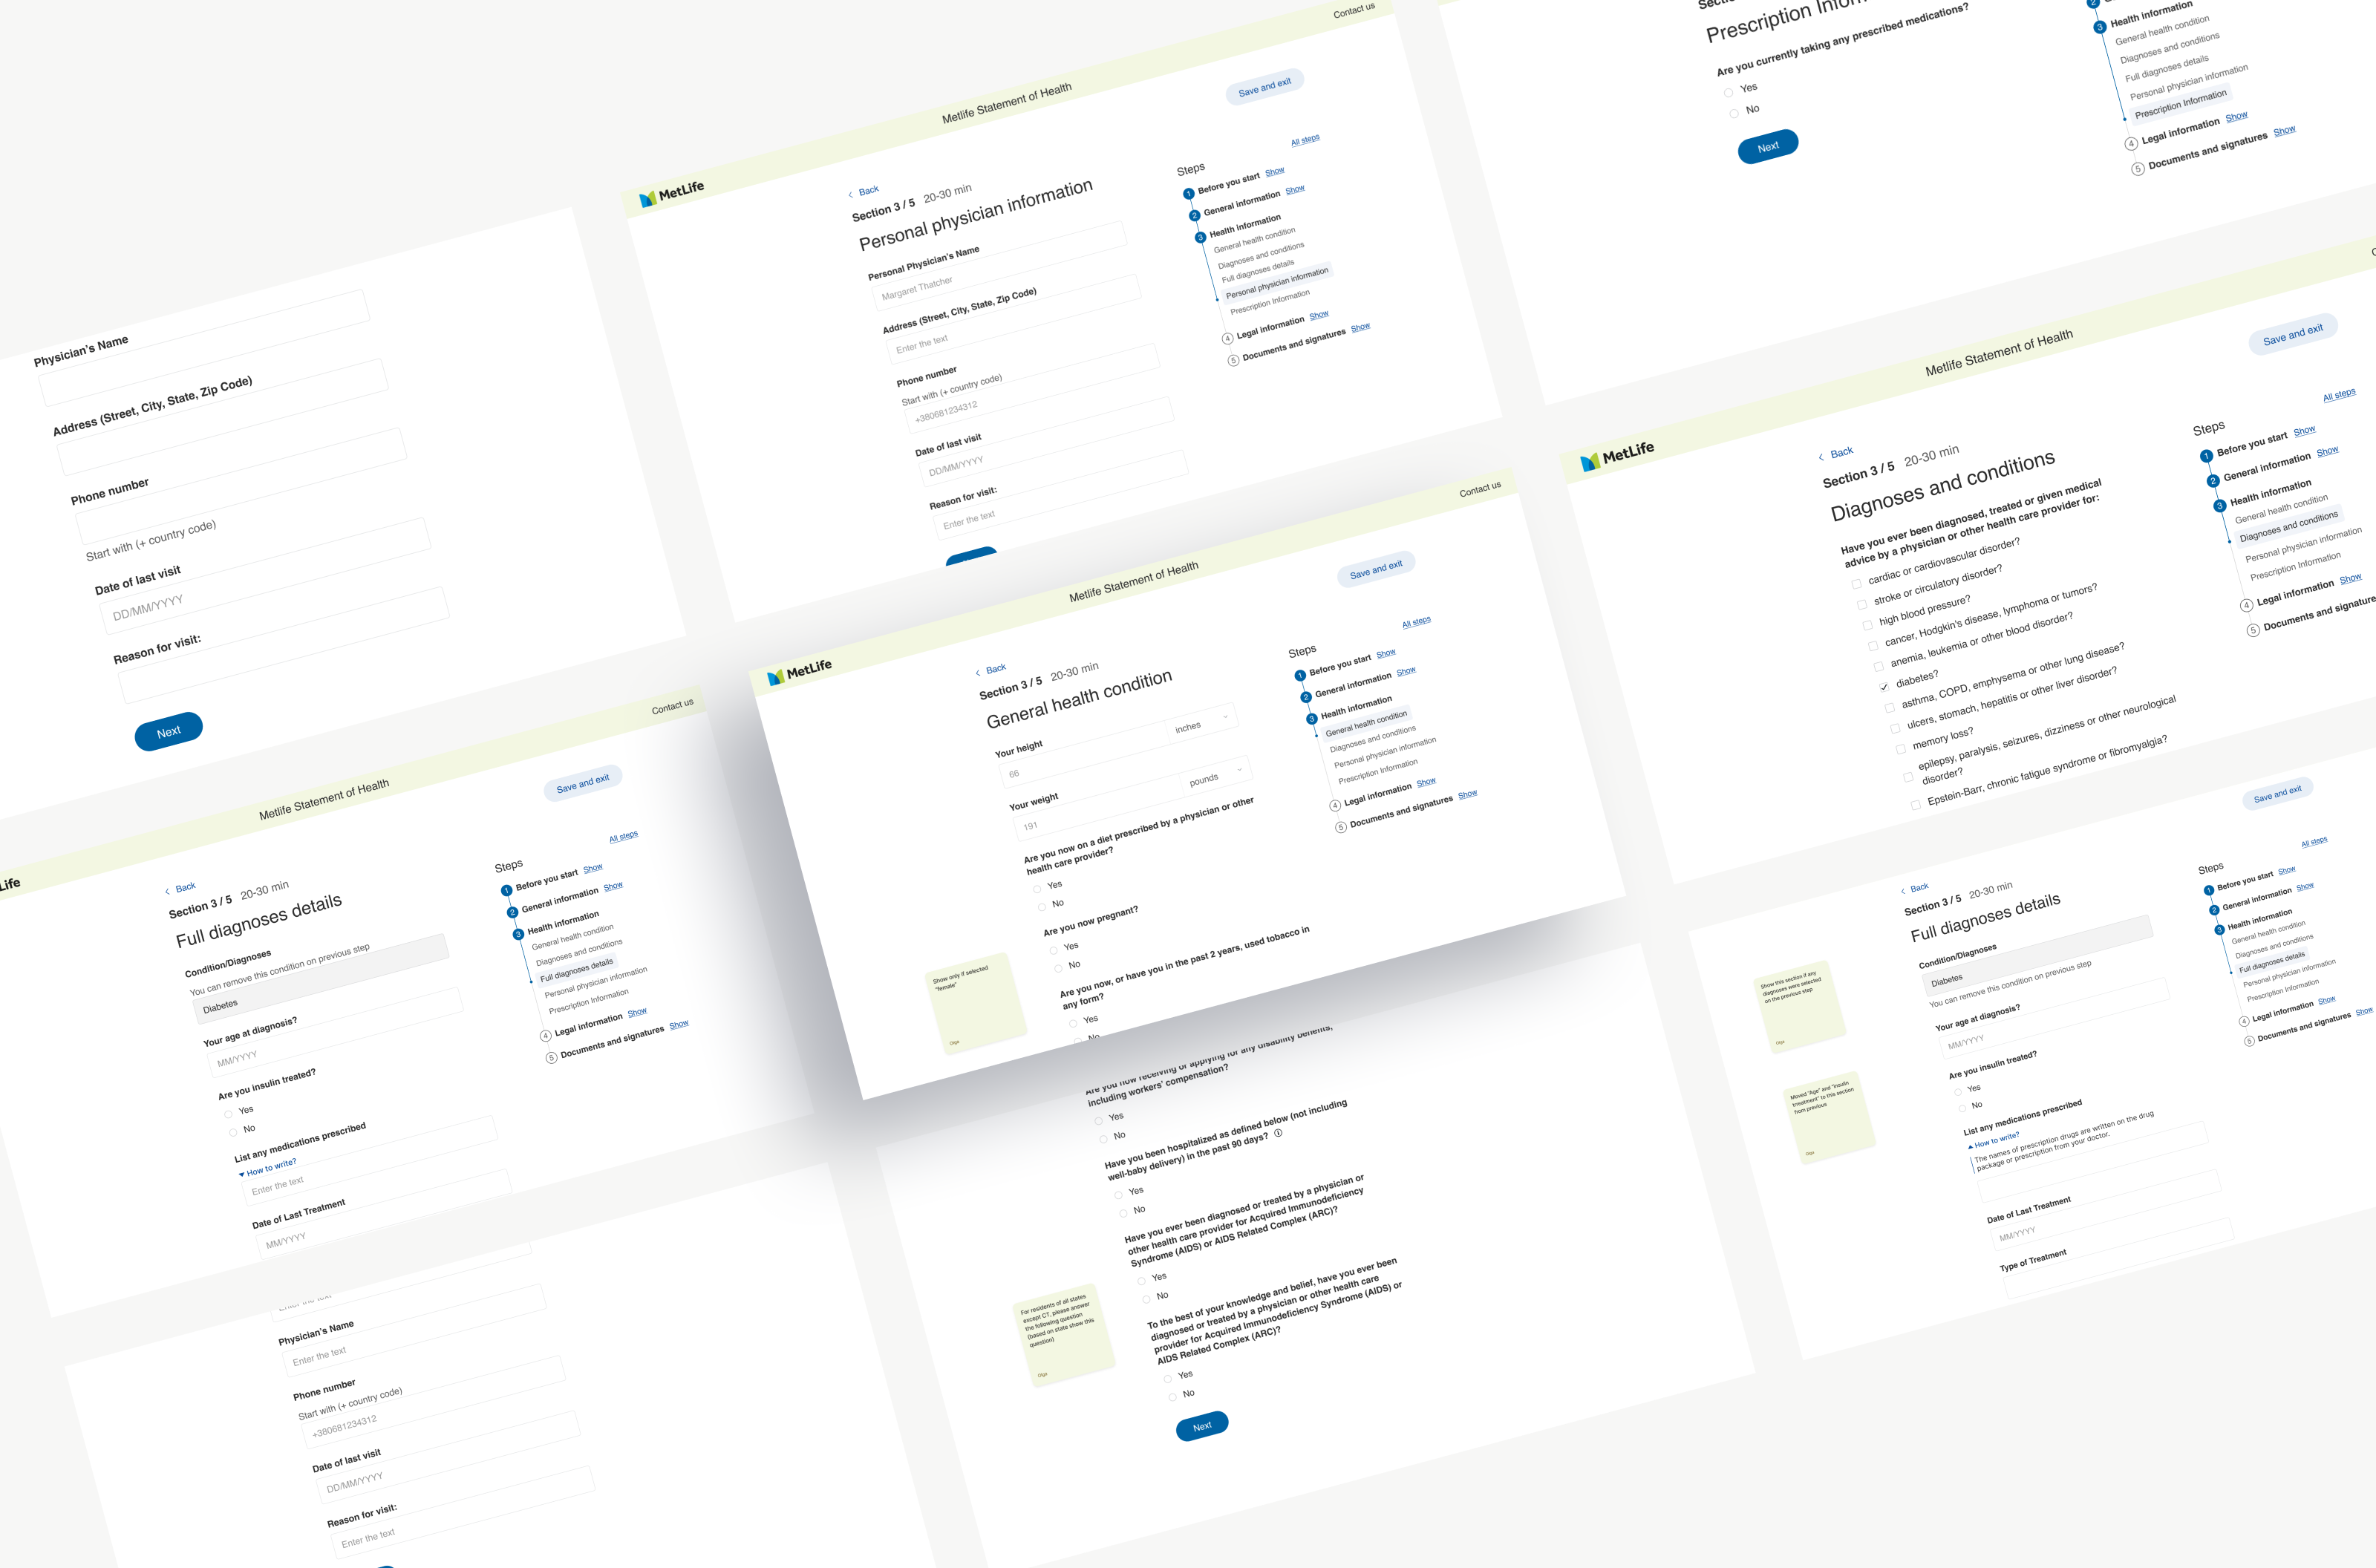 Physician's Name
Address (Street, City, State, Zip Code)
Phone number
Start with (+ country code)
Date of last visit
DD/MM/YYYY
Reason for visit:
Next
MetLife
Metlife Statement of Health
Contact us
Save and exit
Back
Section 3 / 5 20-30 min
Personal physician information
Personal Physician's Name
Margaret Thatcher
Address (Street, City, State, Zip Code)
Enter the text
Phone number
Start with (+ country code)
+380681234312
Date of last visit
DD/MM/YYYY
Reason for visit:
Enter the text
Steps
All steps
1 Before you start Show
2 General information Show
3 Health information
General health condition
Diagnoses and conditions
Full diagnoses details
Personal physician information
Prescription Information
4 Legal information Show
5 Documents and signatures Show
Are you currently taking any prescribed medications?
Yes
No
Next
2
3 Health information
General health condition
Diagnoses and conditions
Full diagnoses details
Personal physician information
Prescription Information
4 Legal information Show
5 Documents and signatures Show
MetLife
Metlife Statement of Health
Save and exit
Back
Section 3 / 5 20-30 min
Diagnoses and conditions
Have you ever been diagnosed, treated or given medical
advice by a physician or other health care provider for:
cardiac or cardiovascular disorder?
stroke or circulatory disorder?
high blood pressure?
cancer, Hodgkin's disease, lymphoma or tumors?
anemia, leukemia or other blood disorder?
diabetes?
asthma, COPD, emphysema or other lung disease?
ulcers, stomach, hepatitis or other liver disorder?
memory loss?
epilepsy, paralysis, seizures, dizziness or other neurological
disorder?
Epstein-Barr, chronic fatigue syndrome or fibromyalgia?
Steps
All steps
1 Before you start Show
2 General information Show
3 Health information
General health condition
Diagnoses and conditions
Personal physician information
Prescription Information
4 Legal information Show
5 Documents and signature
MetLife
Metlife Statement of Health
Contact us
Save and exit
Back
Section 3 / 5 20-30 min
General health condition
Your height
66
inches
Your weight
191
pounds
Are you now on a diet prescribed by a physician or other
health care provider?
Yes
No
Are you now pregnant?
Yes
No
Are you now, or have you in the past 2 years, used tobacco in
any form?
Yes
No
Steps
All steps
1 Before you start Show
2 General information Show
3 Health information
General health condition
Diagnoses and conditions
Personal physician information
Prescription Information
4 Legal information Show
5 Documents and signatures Show
Show only if selected
"female"
Olga
Are you now receiving or applying for any disability benefits,
including workers' compensation?
Yes
No
Have you been hospitalized as defined below (not including
well-baby delivery) in the past 90 days?
Yes
No
Have you ever been diagnosed or treated by a physician or
other health care provider for Acquired Immunodeficiency
Syndrome (AIDS) or AIDS Related Complex (ARC)?
Yes
No
To the best of your knowledge and belief, have you ever been
diagnosed or treated by a physician or other health care
provider for Acquired Immunodeficiency Syndrome (AIDS) or
AIDS Related Complex (ARC)?
Yes
No
Next
For residents of all states
except CT, please answer
the following question
(based on state show this
question)
Olga
Life
Metlife Statement of Health
Contact us
Save and exit
Back
Section 3 / 5 20-30 min
Full diagnoses details
Condition/Diagnoses
You can remove this condition on previous step
Diabetes
Your age at diagnosis?
MM/YYYY
Are you insulin treated?
Yes
No
List any medications prescribed
How to write?
Enter the text
Date of Last Treatment
MM/YYYY
Steps
All steps
1 Before you start Show
2 General information Show
3 Health information
General health condition
Diagnoses and conditions
Full diagnoses details
Personal physician information
Prescription Information
4 Legal information Show
5 Documents and signatures Show
Enter the text
Physician's Name
Enter the text
Phone number
Start with (+ country code)
+380681234312
Date of last visit
DD/MM/YYYY
Reason for visit:
Enter the text
Save and exit
Back
Section 3 / 5 20-30 min
Full diagnoses details
Condition/Diagnoses
Diabetes
You can remove this condition on previous step
Your age at diagnosis?
MM/YYYY
Are you insulin treated?
Yes
No
List any medications prescribed
How to write?
The names of prescription drugs are written on the drug
package or prescription from your doctor.
Date of Last Treatment
MM/YYYY
Type of Treatment
Steps
All steps
1 Before you start Show
2 General information Show
3 Health information
General health condition
Diagnoses and conditions
Full diagnoses details
Personal physician information
Prescription Information
4 Legal information Show
5 Documents and signatures Show
Show this section if any
diagnoses were selected
on the previous step
Olga
Moved "Age" and "insulin
treatment" to this section
from previous
Olga